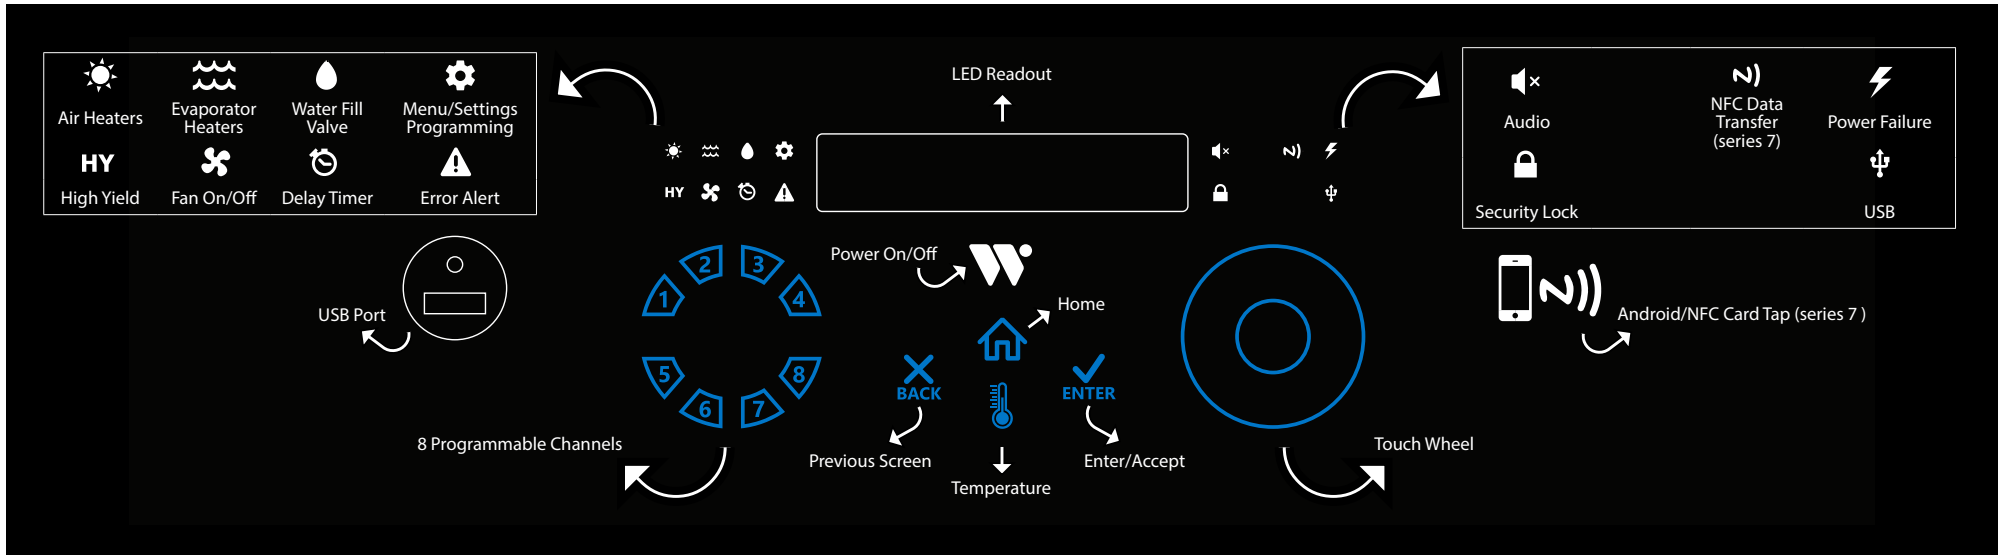 Air Heaters
Evaporator
Heaters
Water Fill
Valve
Menu/Settings
Programming
HY
High Yield
Fan On/Off
Delay Timer
Error Alert
LED Readout
HY
Audio
NFC Data
Transfer
(series 7)
Power Failure
Security Lock
USB
USB Port
1
2
3
4
5
6
7
8
8 Programmable Channels
Power On/Off
W
Home
BACK
ENTER
Previous Screen
Temperature
Enter/Accept
Touch Wheel
Android/NFC Card Tap (series 7 )